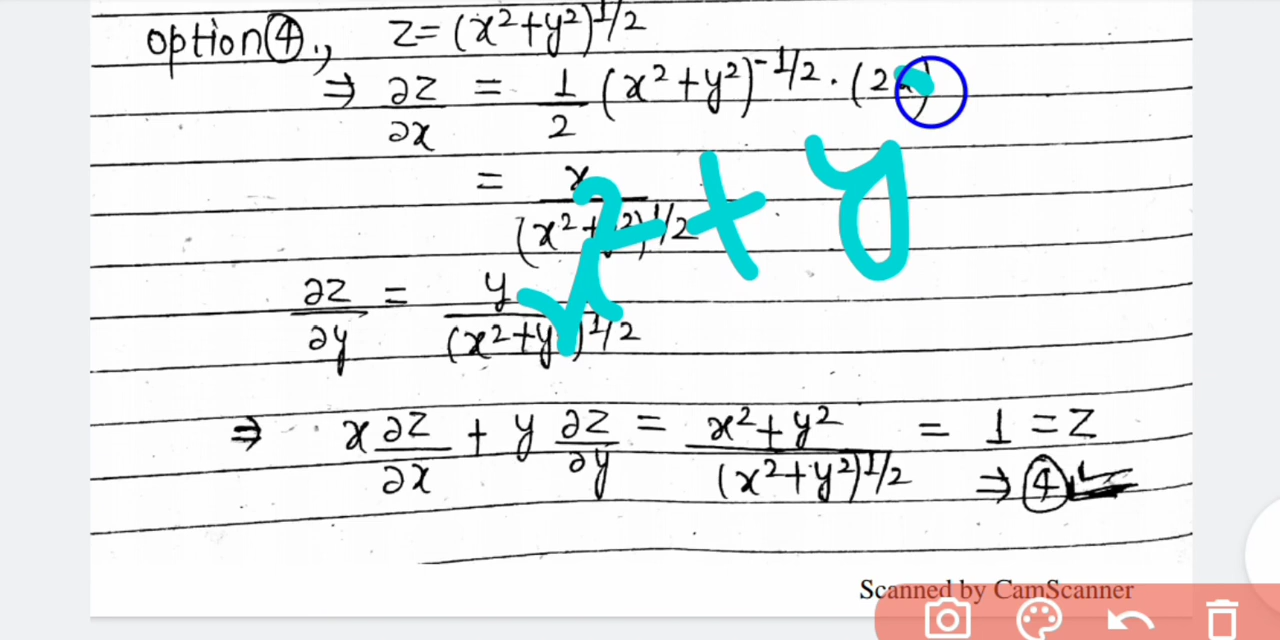 option④., z=(x²+y²)^1/2
⇒ ∂z/∂x = 1/2 (x²+y²)^-1/2 . (2x)
= x/(x²+y²)^1/2
x²+y
∂z/∂y = y/(x²+y²)^1/2
⇒ x ∂z/∂x + y ∂z/∂y = x²+y²/(x²+y²)^1/2 = 1 = z
⇒ ④
Scanned by CamScanner